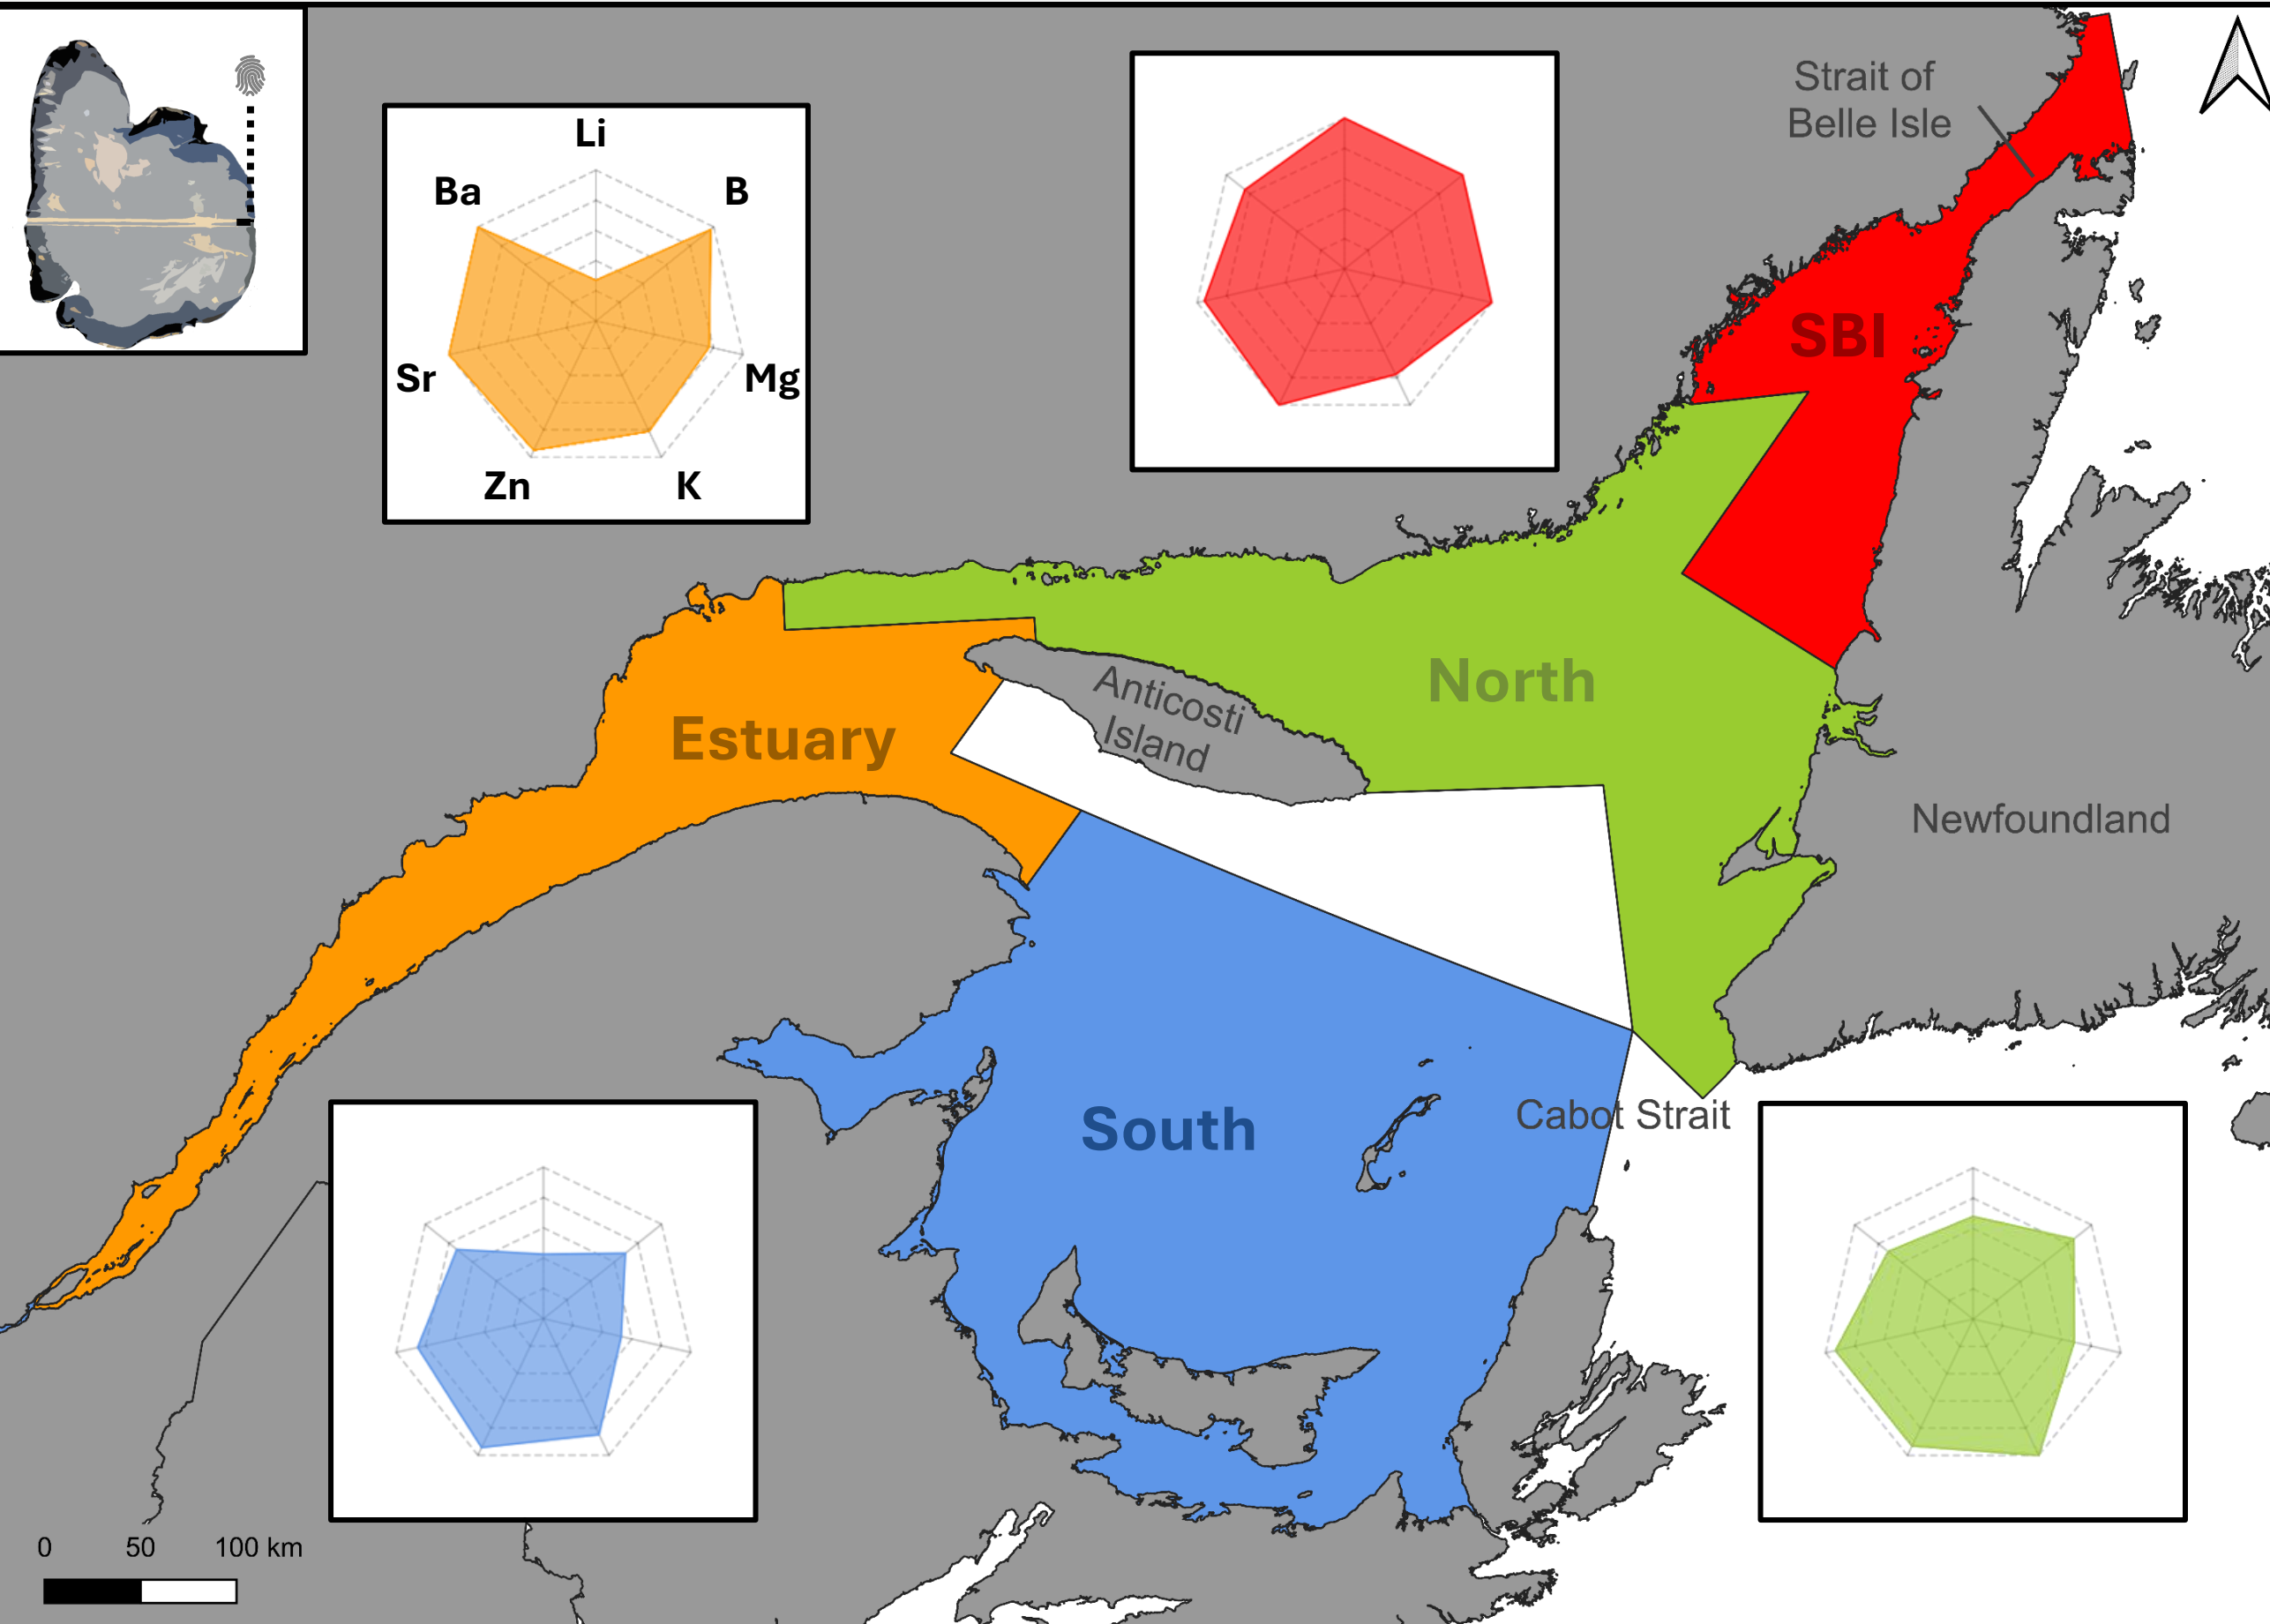 Strait of
Belle Isle
Li
Ba
B
Sr
Mg
Zn
K
SBI
North
Anticosti
Island
Estuary
Newfoundland
South
Cabot Strait
0 50 100 km